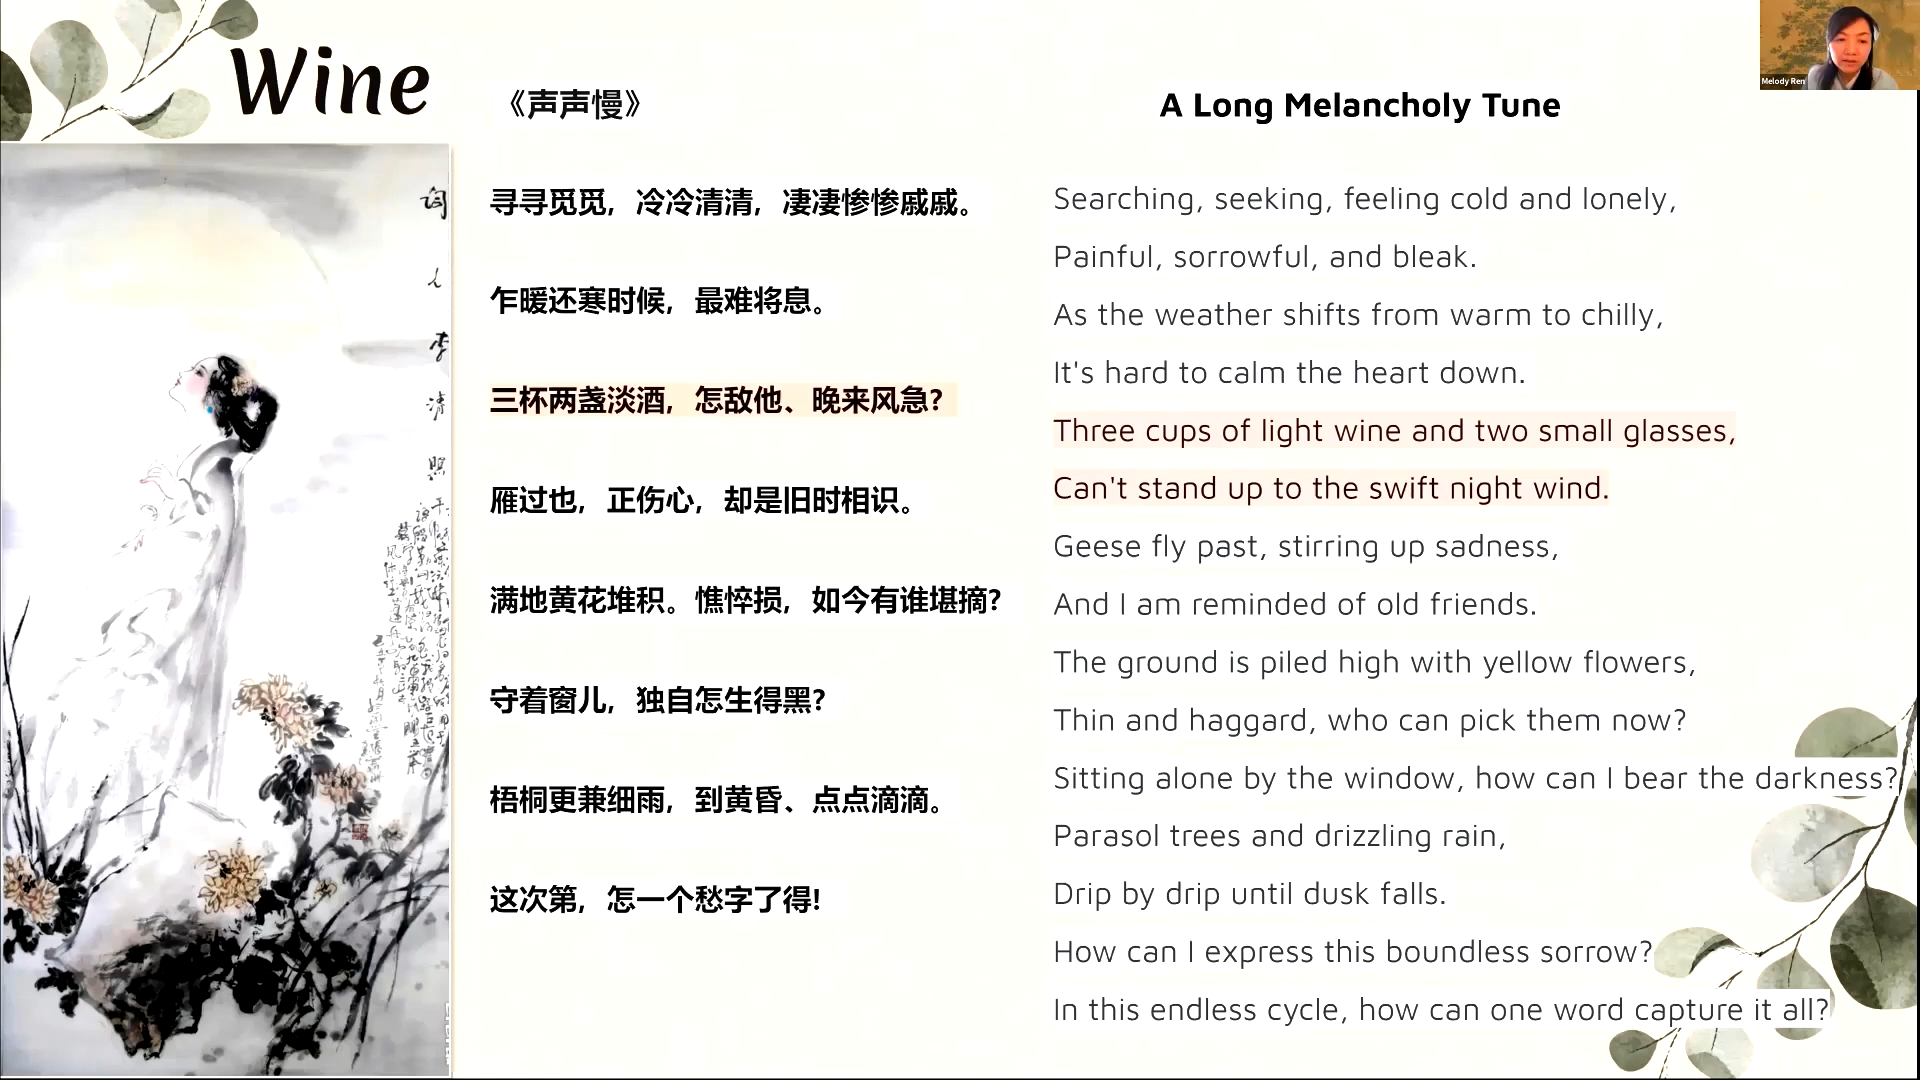 Wine
《声声慢》
寻寻觅觅，冷冷清清，凄凄惨惨戚戚。
乍暖还寒时候，最难将息。
三杯两盏淡酒，怎敌他、晚来风急？
雁过也，正伤心，却是旧时相识。
满地黄花堆积。憔悴损，如今有谁堪摘？
守着窗儿，独自怎生得黑？
梧桐更兼细雨，到黄昏、点点滴滴。
这次第，怎一个愁字了得！
A Long Melancholy Tune
Searching, seeking, feeling cold and lonely,
Painful, sorrowful, and bleak.
As the weather shifts from warm to chilly,
It's hard to calm the heart down.
Three cups of light wine and two small glasses,
Can't stand up to the swift night wind.
Geese fly past, stirring up sadness,
And I am reminded of old friends.
The ground is piled high with yellow flowers,
Thin and haggard, who can pick them now?
Sitting alone by the window, how can I bear the darkness?
Parasol trees and drizzling rain,
Drip by drip until dusk falls.
How can I express this boundless sorrow?
In this endless cycle, how can one word capture it all?
Melody Ren
词人李清照